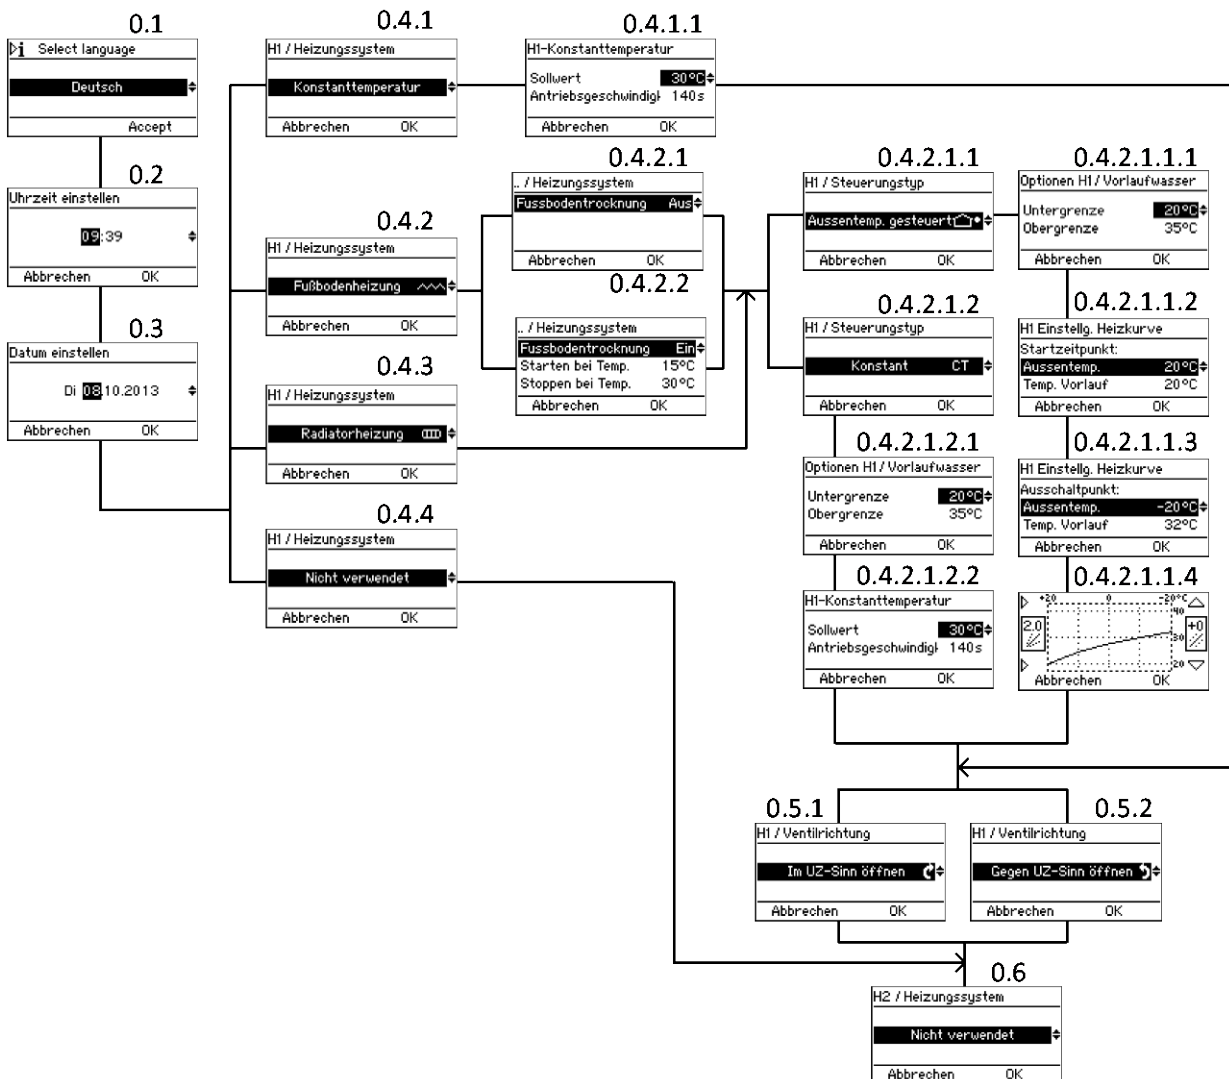 0.1
Select language
Deutsch
Accept
0.2
Uhrzeit einstellen
09:39
Abbrechen OK
0.3
Datum einstellen
Di 08.10.2013
Abbrechen OK
0.4.1
H1 / Heizungssystem
Konstanttemperatur
Abbrechen OK
0.4.2
H1 / Heizungssystem
Fußbodenheizung
Abbrechen OK
0.4.3
H1 / Heizungssystem
Radiatorheizung
Abbrechen OK
0.4.4
H1 / Heizungssystem
Nicht verwendet
Abbrechen OK
0.4.1.1
H1-Konstanttemperatur
Sollwert 30°C
Antriebsgeschwindigk 140s
Abbrechen OK
0.4.2.1
.. / Heizungssystem
Fussbodentrocknung Aus
Abbrechen OK
0.4.2.2
.. / Heizungssystem
Fussbodentrocknung Ein
Starten bei Temp. 15°C
Stoppen bei Temp. 30°C
Abbrechen OK
0.4.2.1.1
H1 / Steuerungstyp
Aussentemp. gesteuert
Abbrechen OK
0.4.2.1.2
H1 / Steuerungstyp
Konstant CT
Abbrechen OK
0.4.2.1.2.1
Optionen H1 / Vorlaufwasser
Untergrenze 20°C
Obergrenze 35°C
Abbrechen OK
0.4.2.1.2.2
H1-Konstanttemperatur
Sollwert 30°C
Antriebsgeschwindigk 140s
Abbrechen OK
0.4.2.1.1.1
Optionen H1 / Vorlaufwasser
Untergrenze 20°C
Obergrenze 35°C
Abbrechen OK
0.4.2.1.1.2
H1 Einstellg. Heizkurve
Startzeitpunkt:
Aussentemp. 20°C
Temp. Vorlauf 20°C
Abbrechen OK
0.4.2.1.1.3
H1 Einstellg. Heizkurve
Ausschaltpunkt:
Aussentemp. -20°C
Temp. Vorlauf 32°C
Abbrechen OK
0.4.2.1.1.4
+20 0 -20°C
40
2.0 +0
30
20
Abbrechen OK
0.5.1
H1 / Ventilrichtung
Im UZ-Sinn öffnen
Abbrechen OK
0.5.2
H1 / Ventilrichtung
Gegen UZ-Sinn öffnen
Abbrechen OK
0.6
H2 / Heizungssystem
Nicht verwendet
Abbrechen OK